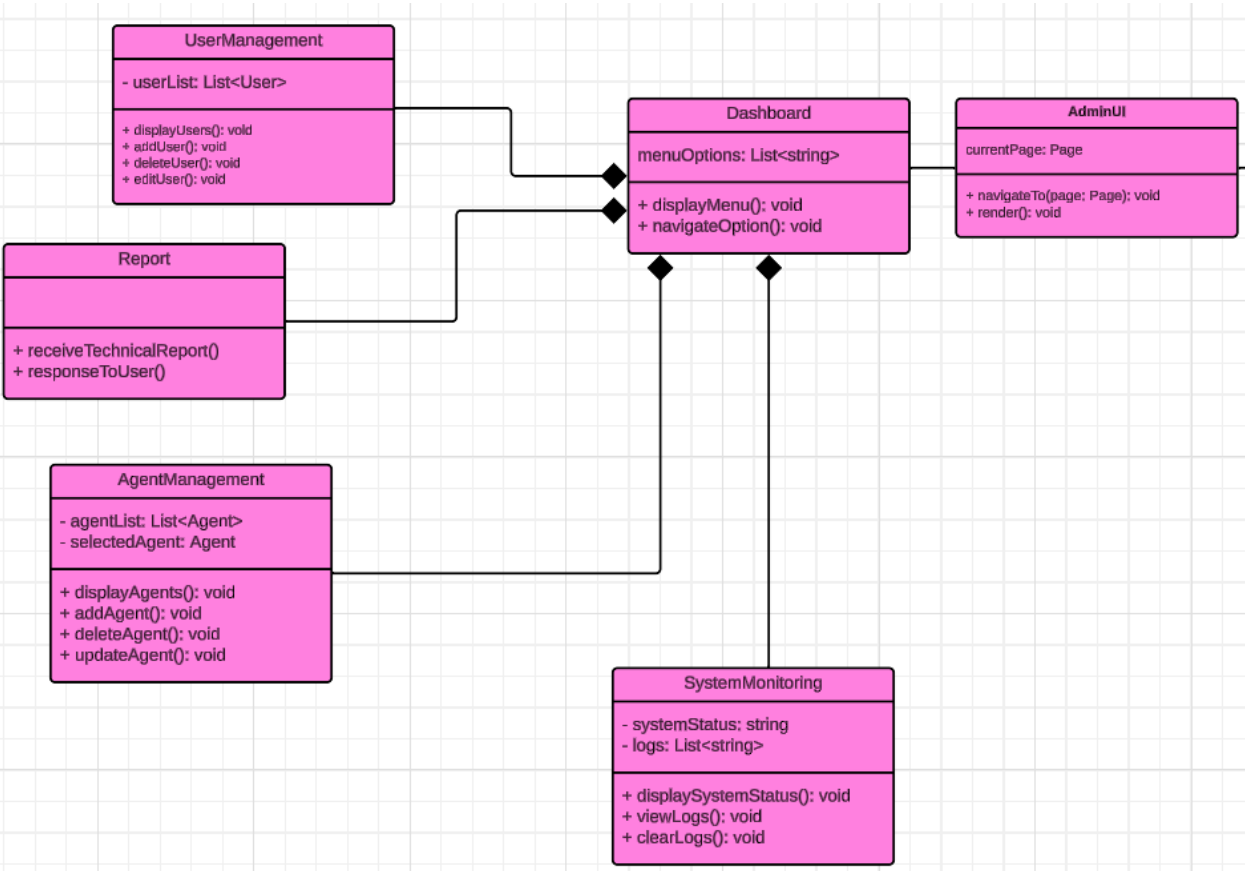 UserManagement
- userList: List<User>
+ displayUsers(): void
+ addUser(): void
+ deleteUser(): void
+ editUser(): void
Dashboard
menuOptions: List<string>
+ displayMenu(): void
+ navigateOption(): void
AdminUI
currentPage: Page
+ navigateTo(page: Page): void
+ render(): void
Report
+ receiveTechnicalReport()
+ responseToUser()
AgentManagement
- agentList: List<Agent>
- selectedAgent: Agent
+ displayAgents(): void
+ addAgent(): void
+ deleteAgent(): void
+ updateAgent(): void
SystemMonitoring
- systemStatus: string
- logs: List<string>
+ displaySystemStatus(): void
+ viewLogs(): void
+ clearLogs(): void